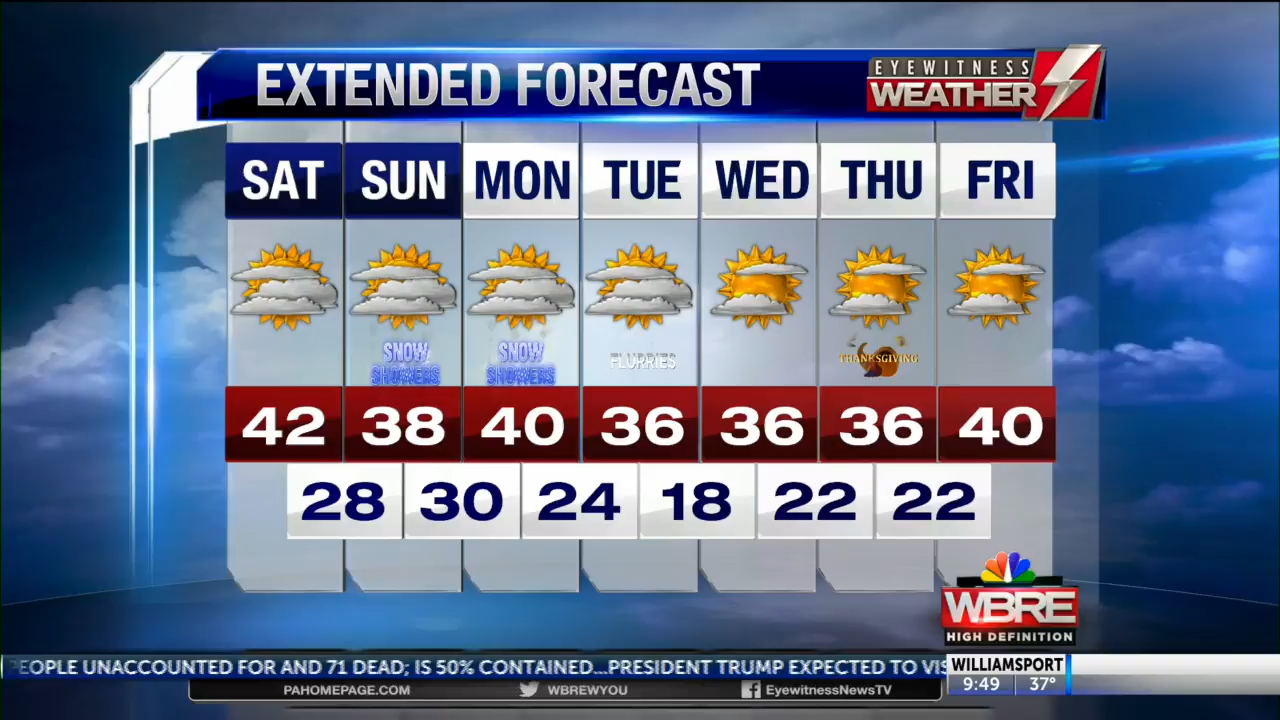 EXTENDED FORECAST
EYEWITNESS
WEATHER
SAT SUN MON TUE WED THU FRI
SNOW SHOWERS
SNOW SHOWERS
FLURRIES
THANKSGIVING
42 38 40 36 36 36 40
28 30 24 18 22 22
WBRE
HIGH DEFINITION
PEOPLE UNACCOUNTED FOR AND 71 DEAD; IS 50% CONTAINED...PRESIDENT TRUMP EXPECTED TO VIS
WILLIAMSPORT
9:49 37°
PAHOMEPAGE.COM WBREWYOU EyewitnessNewsTV